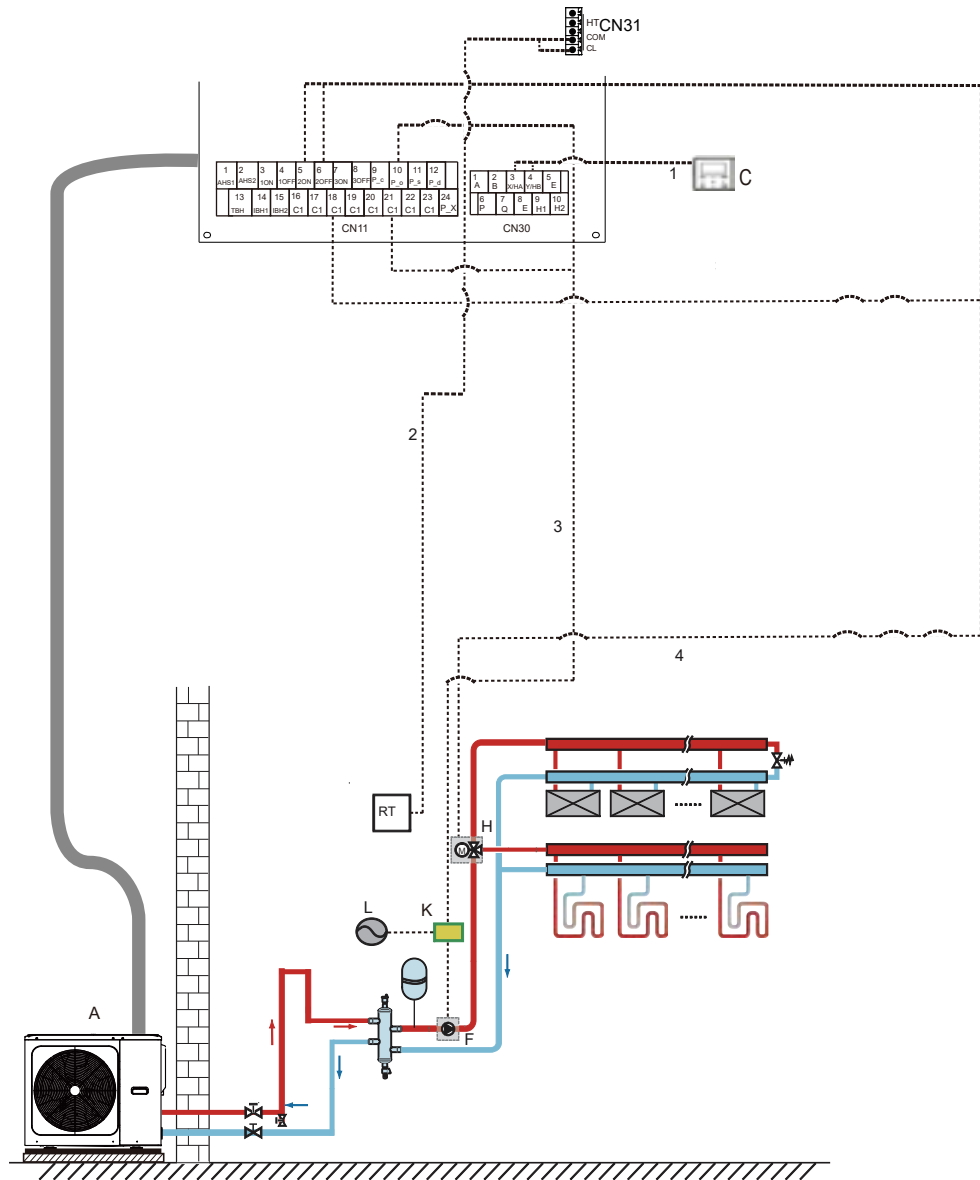 HT CN31
COM
CL
1 2 3 4 5 6 7 8 9 10 11 12
AHS1 AHS2 1ON 1OFF 2ON 2OFF 3ON 3OFF P_c P_o P_s P_d
13 14 15 16 17 18 19 20 21 22 23 24
TBH IBH1 IBH2 C1 C1 C1 C1 C1 C1 C1 C1 P_X
CN11
1 2 3 4 5
A B X/HA Y/HB E
6 7 8 9 10
P Q E H1 H2
CN30
1 C
2
3
4
RT
M
H
L K
A
F